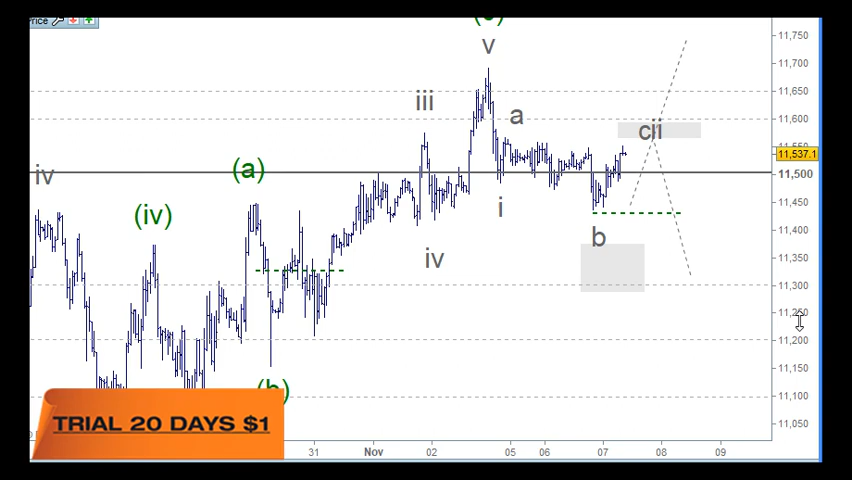 Price
11,750
v
11,700
iii
11,650
a
11,600
cii
11,537.1
(a)
iv
11,500
(iv)
i
11,450
b
11,400
iv
11,350
11,300
11,200
11,150
11,100
11,050
TRIAL 20 DAYS $1
31
Nov
02
05
06
07
08
09